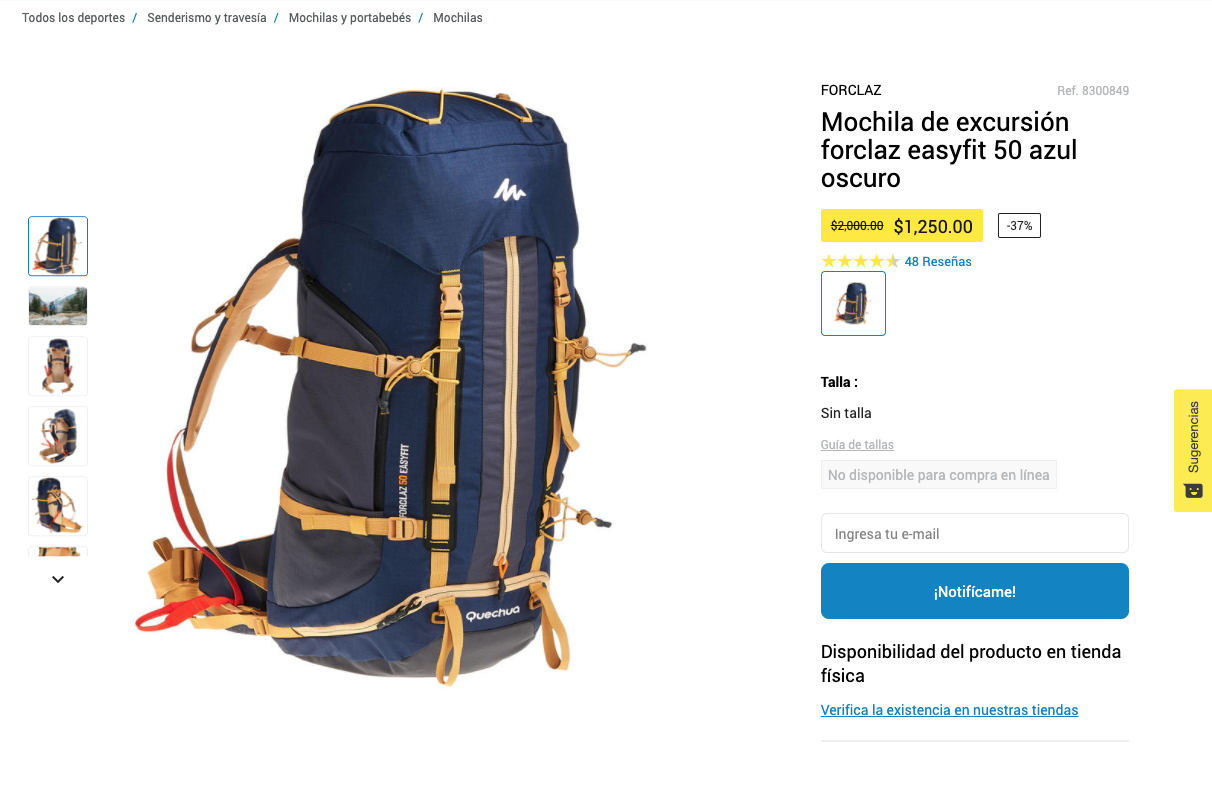 Todos los deportes / Senderismo y travesía / Mochilas y portabebés / Mochilas
FORCLAZ
Ref. 8300849
Mochila de excursión
forclaz easyfit 50 azul
oscuro
$2,000.00 $1,250.00
-37%
48 Reseñas
Talla :
Sin talla
Guía de tallas
No disponible para compra en línea
Ingresa tu e-mail
¡Notifícame!
Disponibilidad del producto en tienda
física
Verifica la existencia en nuestras tiendas
Sugerencias
FORCLAZ 50 EASYFIT
Quechua